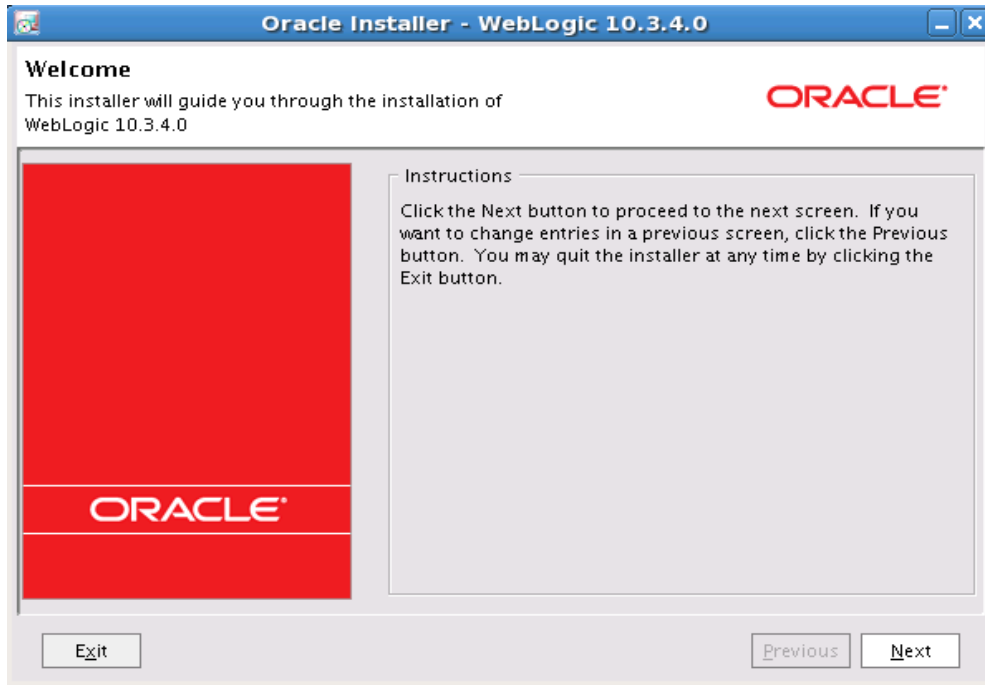 Oracle Installer - WebLogic 10.3.4.0
Welcome
This installer will guide you through the installation of
WebLogic 10.3.4.0
ORACLE
Instructions
Click the Next button to proceed to the next screen. If you
want to change entries in a previous screen, click the Previous
button. You may quit the installer at any time by clicking the
Exit button.
ORACLE
Exit
Previous
Next